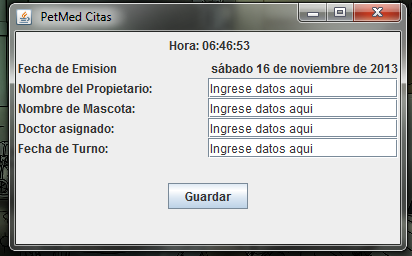 PetMed Citas
Hora: 06:46:53
Fecha de Emision sábado 16 de noviembre de 2013
Nombre del Propietario: Ingrese datos aqui
Nombre de Mascota: Ingrese datos aqui
Doctor asignado: Ingrese datos aqui
Fecha de Turno: Ingrese datos aqui
Guardar